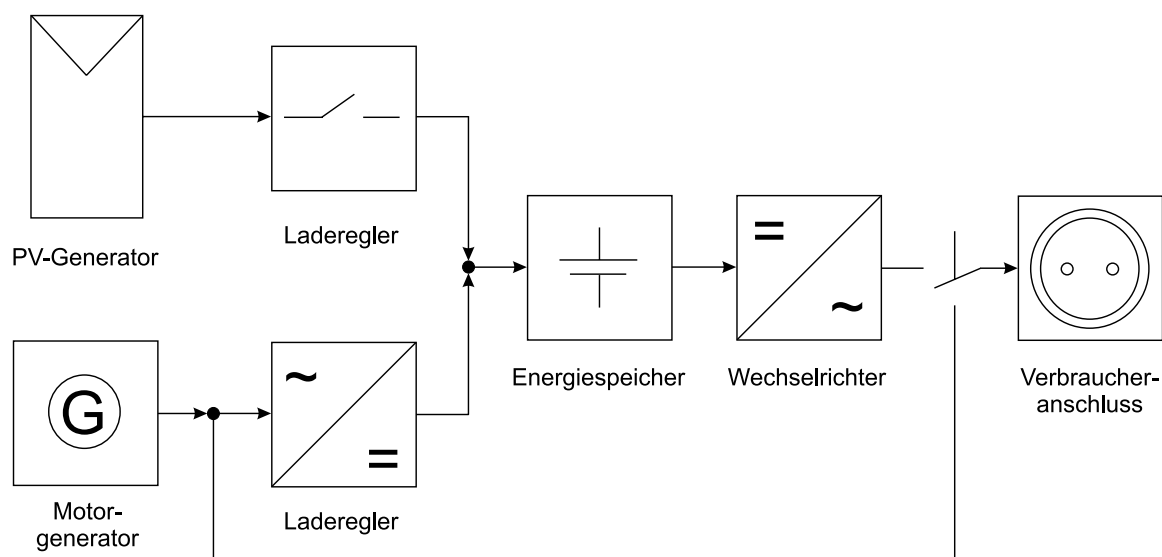 PV-Generator
Laderegler
Energiespeicher
Wechselrichter
Verbraucher-
anschluss
G
Motor-
generator
Laderegler